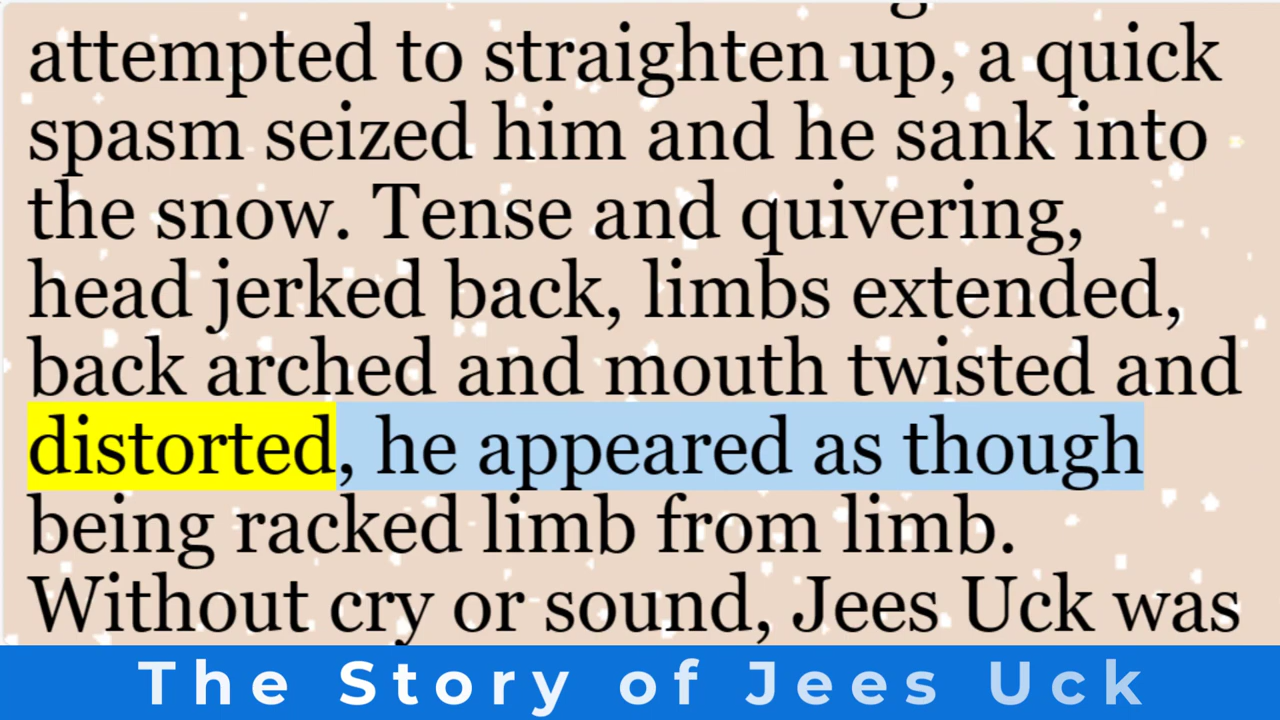 attempted to straighten up, a quick
spasm seized him and he sank into
the snow. Tense and quivering,
head jerked back, limbs extended,
back arched and mouth twisted and
distorted, he appeared as though
being racked limb from limb.
Without cry or sound, Jees Uck was
The Story of Jees Uck